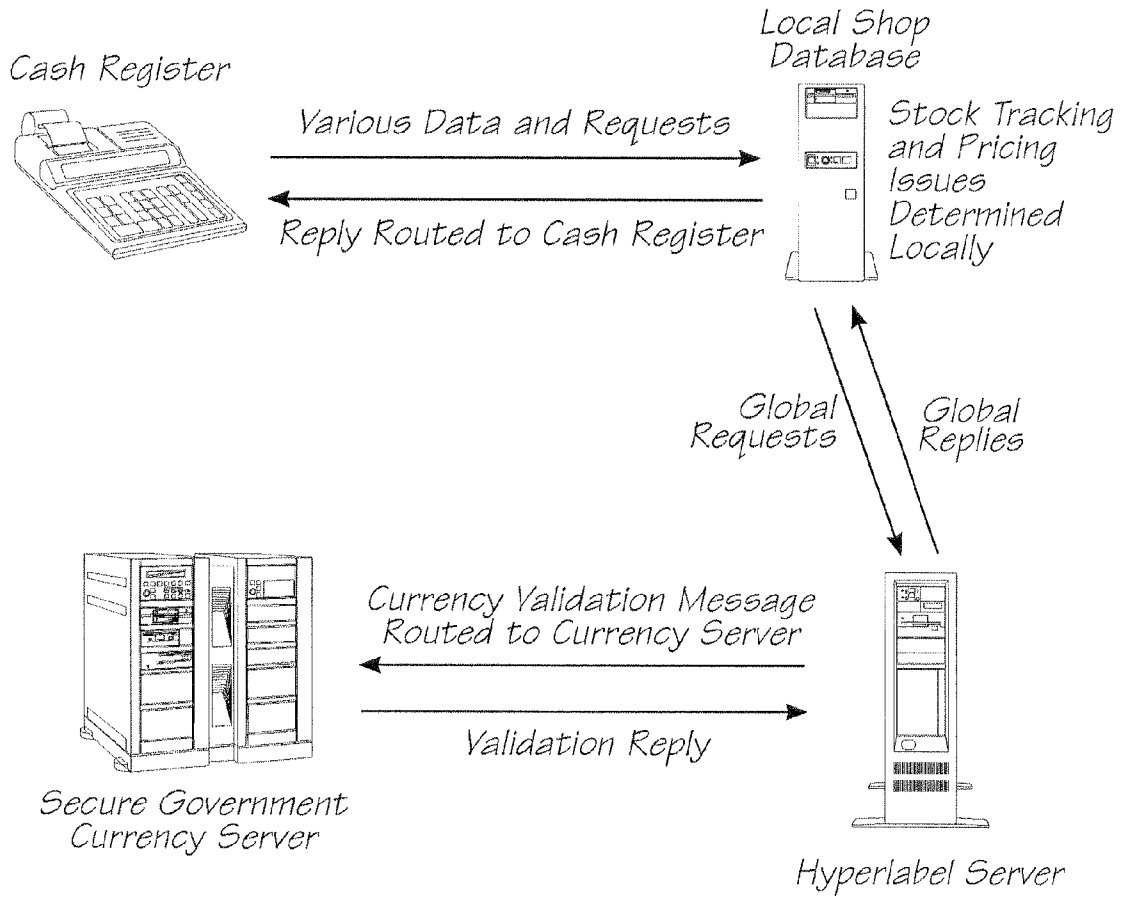 Local Shop
Database
Cash Register
Various Data and Requests
Stock Tracking
and Pricing
Issues
Determined
Locally
Reply Routed to Cash Register
Global
Requests
Global
Replies
Currency Validation Message
Routed to Currency Server
Validation Reply
Secure Government
Currency Server
Hyperlabel Server